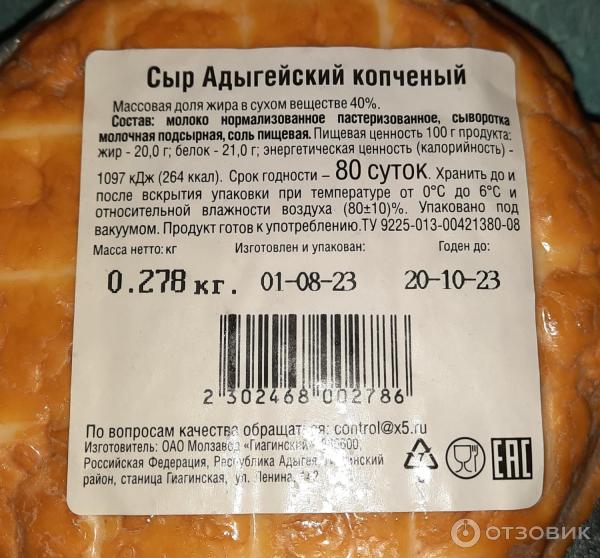 Сыр Адыгейский копченый
Массовая доля жира в сухом веществе 40%.
Состав: молоко нормализованное пастеризованное, сыворотка
молочная подсырная, соль пищевая. Пищевая ценность 100 г продукта:
жир - 20,0 г; белок - 21,0 г; энергетическая ценность (калорийность) -
1097 кДж (264 ккал). Срок годности – 80 суток. Хранить до и
после вскрытия упаковки при температуре от 0°С до 6°С и
относительной влажности воздуха (80±10)%. Упаковано под
вакуумом. Продукт готов к употреблению.ТУ 9225-013-00421380-08
Масса нетто: кг Изготовлен и упакован: Годен до:
0.278 кг. 01-08-23 20-10-23
2 302468 002786
По вопросам качества обращаться: control@x5.ru
Изготовитель: ОАО Молзавод «Гиагинский»
Российская Федерация, Республика Адыгея, Гиагинский
район, станица Гиагинская, ул. Ленина,
7
EAC
ОТЗОВИК